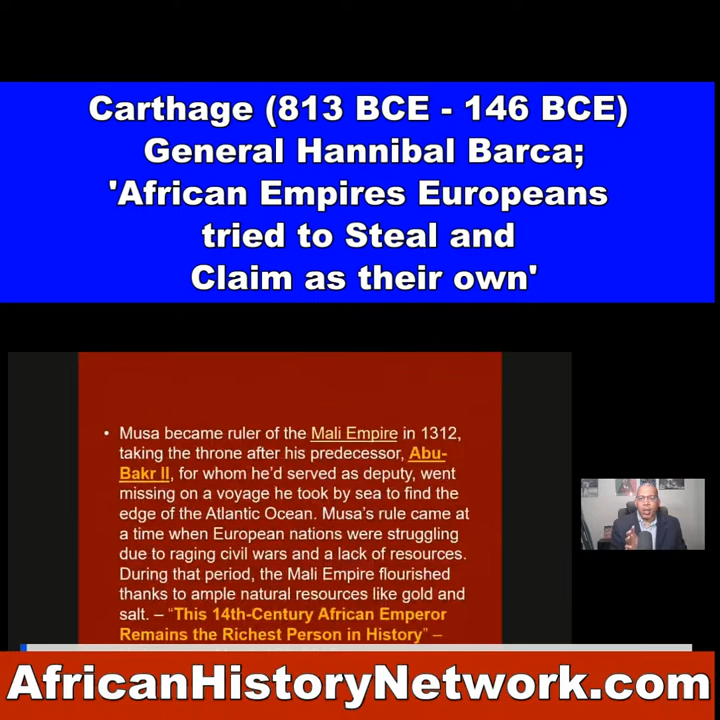 Carthage (813 BCE - 146 BCE)
General Hannibal Barca;
'African Empires Europeans
tried to Steal and
Claim as their own'
• Musa became ruler of the Mali Empire in 1312,
taking the throne after his predecessor, Abu-
Bakr II, for whom he'd served as deputy, went
missing on a voyage he took by sea to find the
edge of the Atlantic Ocean. Musa's rule came at
a time when European nations were struggling
due to raging civil wars and a lack of resources.
During that period, the Mali Empire flourished
thanks to ample natural resources like gold and
salt. – "This 14th-Century African Emperor
Remains the Richest Person in History" –
AfricanHistoryNetwork.com